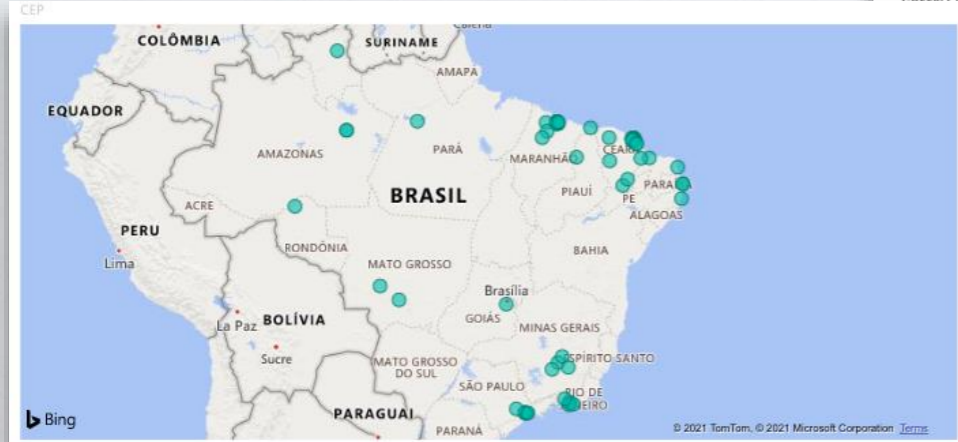 CEP
COLÔMBIA
SURINAME
AMAPÁ
EQUADOR
AMAZONAS
PARÁ
MARANHÃO
CEARÁ
BRASIL
PIAUÍ
PARAÍBA
PE
ACRE
ALAGOAS
PERU
RONDÔNIA
BAHIA
Lima
MATO GROSSO
Brasília
La Paz
BOLÍVIA
GOIÁS
MINAS GERAIS
Sucre
MATO GROSSO
DO SUL
ESPÍRITO SANTO
SÃO PAULO
RIO DE
JANEIRO
PARAGUAI
PARANÁ
Bing
© 2021 TomTom, © 2021 Microsoft Corporation Terms